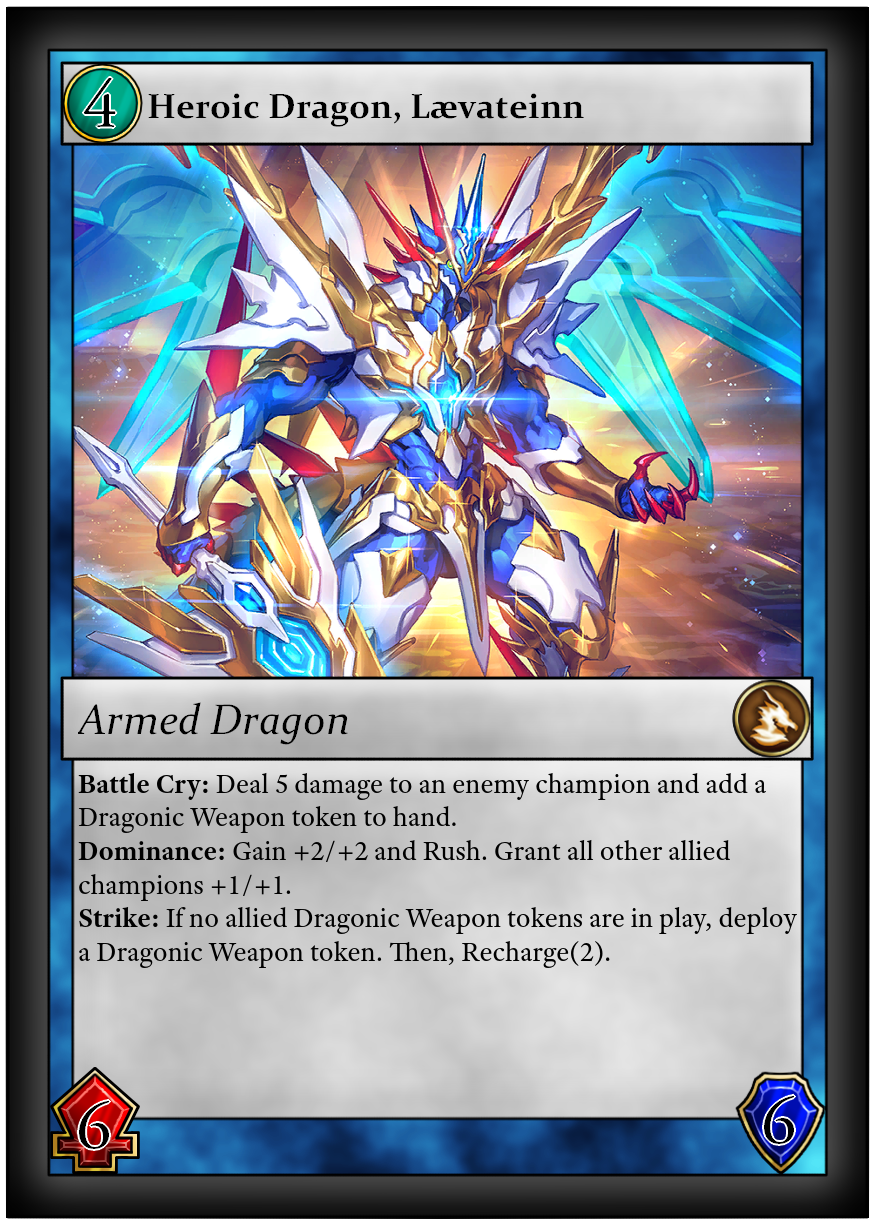 4
Heroic Dragon, Lævateinn
Armed Dragon
Battle Cry: Deal 5 damage to an enemy champion and add a
Dragonic Weapon token to hand.
Dominance: Gain +2/+2 and Rush. Grant all other allied
champions +1/+1.
Strike: If no allied Dragonic Weapon tokens are in play, deploy
a Dragonic Weapon token. Then, Recharge(2).
6
6